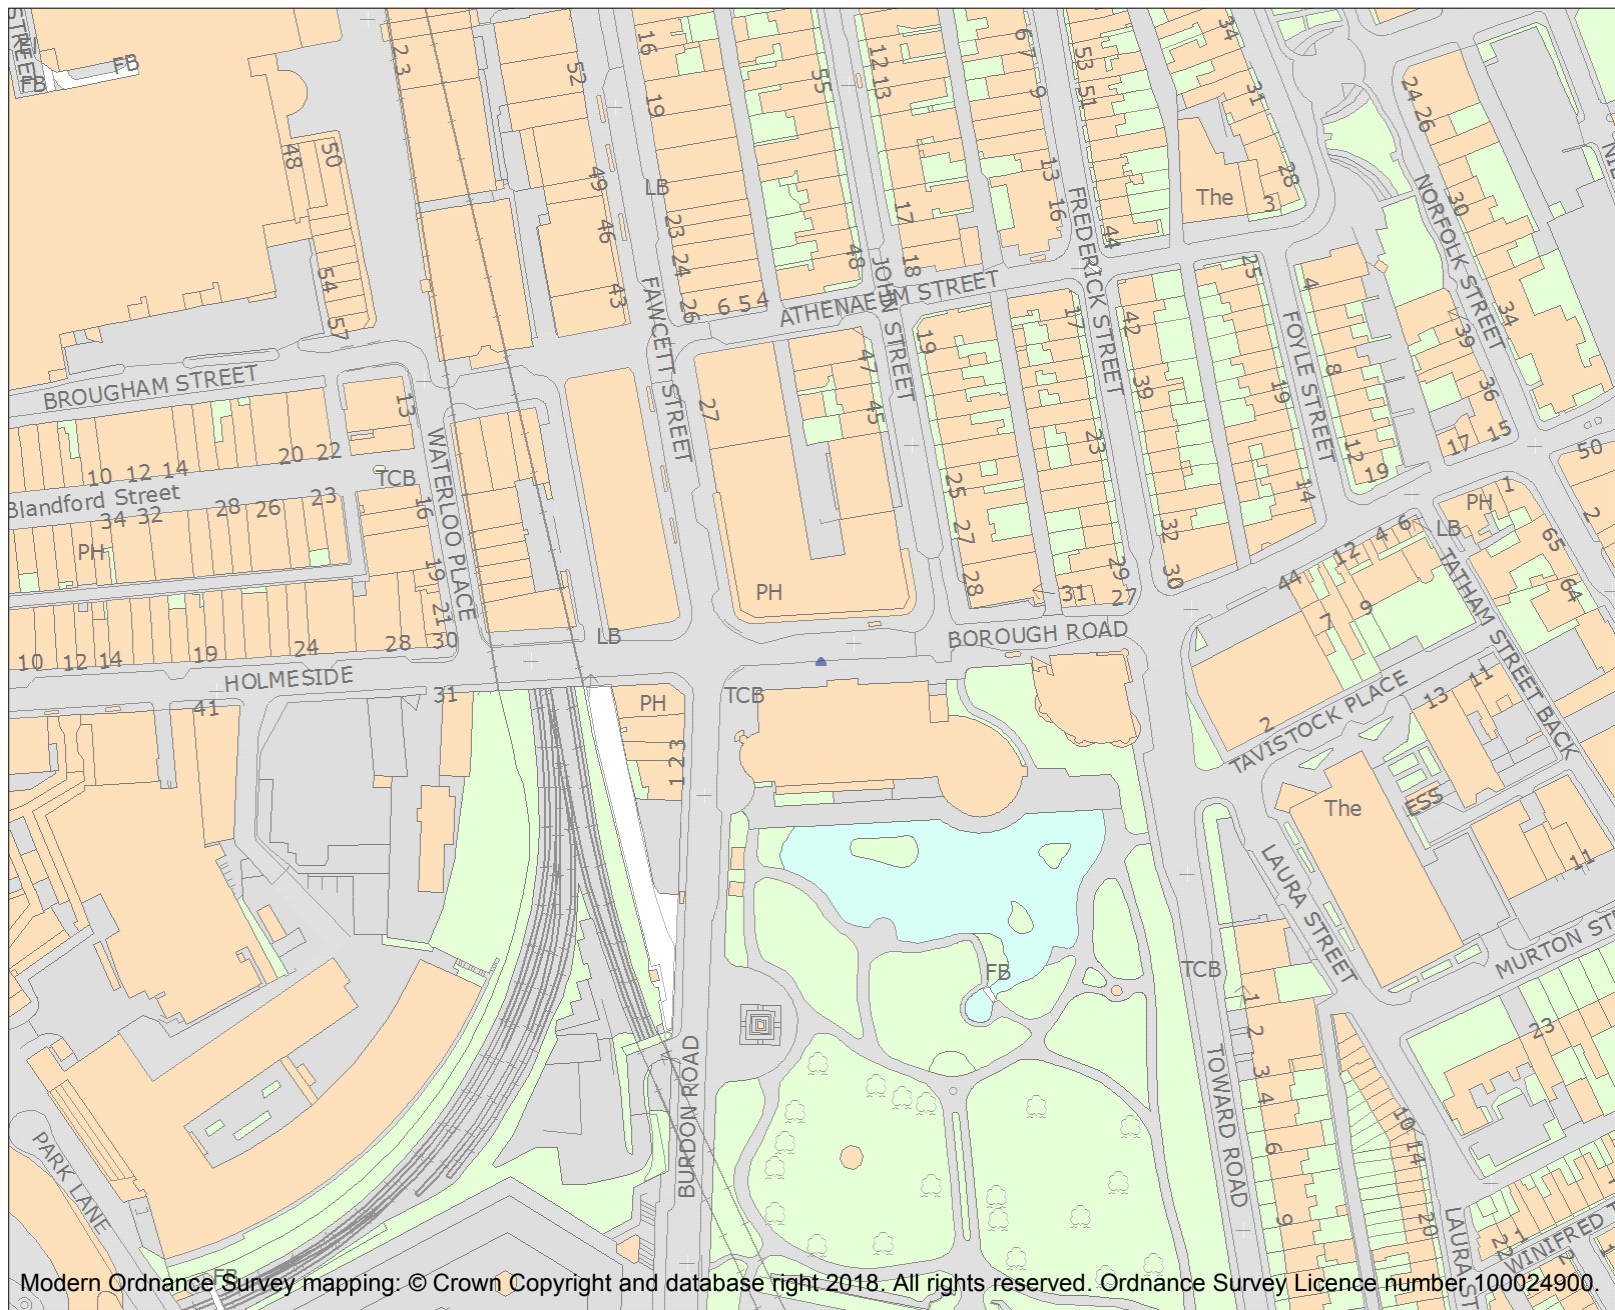 STREET
FB
FB
23
52
16
19
55
12 13
67
9
53
51
34
31
24 26
48
50
49
LB
23
46
17
13
16
FREDERICK STREET
The
3
28
44
NORFOLK STREET
30
54
24
43
26
FAWCETT STREET
6 5 4
ATHENAEUM STREET
48
JOHN STREET
18
25
4
FOYLE STREET
34
57
BROUGHAM STREET
13
27
47
45
19
17
42
39
19
8
39
36
10 12 14
20 22
Blandford Street
34 32
28 26
23
TCB
WATERLOO PLACE
16
PH
25
27
23
32
14
12
19
17 15
50
PH
1
2
LB
65
64
TATHAM STREET BACK
12 4 6
44
7
9
19
21
PH
28
31
29
27
30
10 12 14
19
24
28 30
HOLMESIDE
LB
BOROUGH ROAD
41
31
PH
TCB
1 2 3
2
TAVISTOCK PLACE
13
11
The
ESS
11
LAURA STREET
MURTON ST
FB
TCB
1
2
3
4
6
9
23
BURDON ROAD
TOWARD ROAD
10
14
20
LAURA ST
22
1
2
WINIFRED T
PARK LANE
FB
Modern Ordnance Survey mapping: © Crown Copyright and database right 2018. All rights reserved. Ordnance Survey Licence number 100024900.